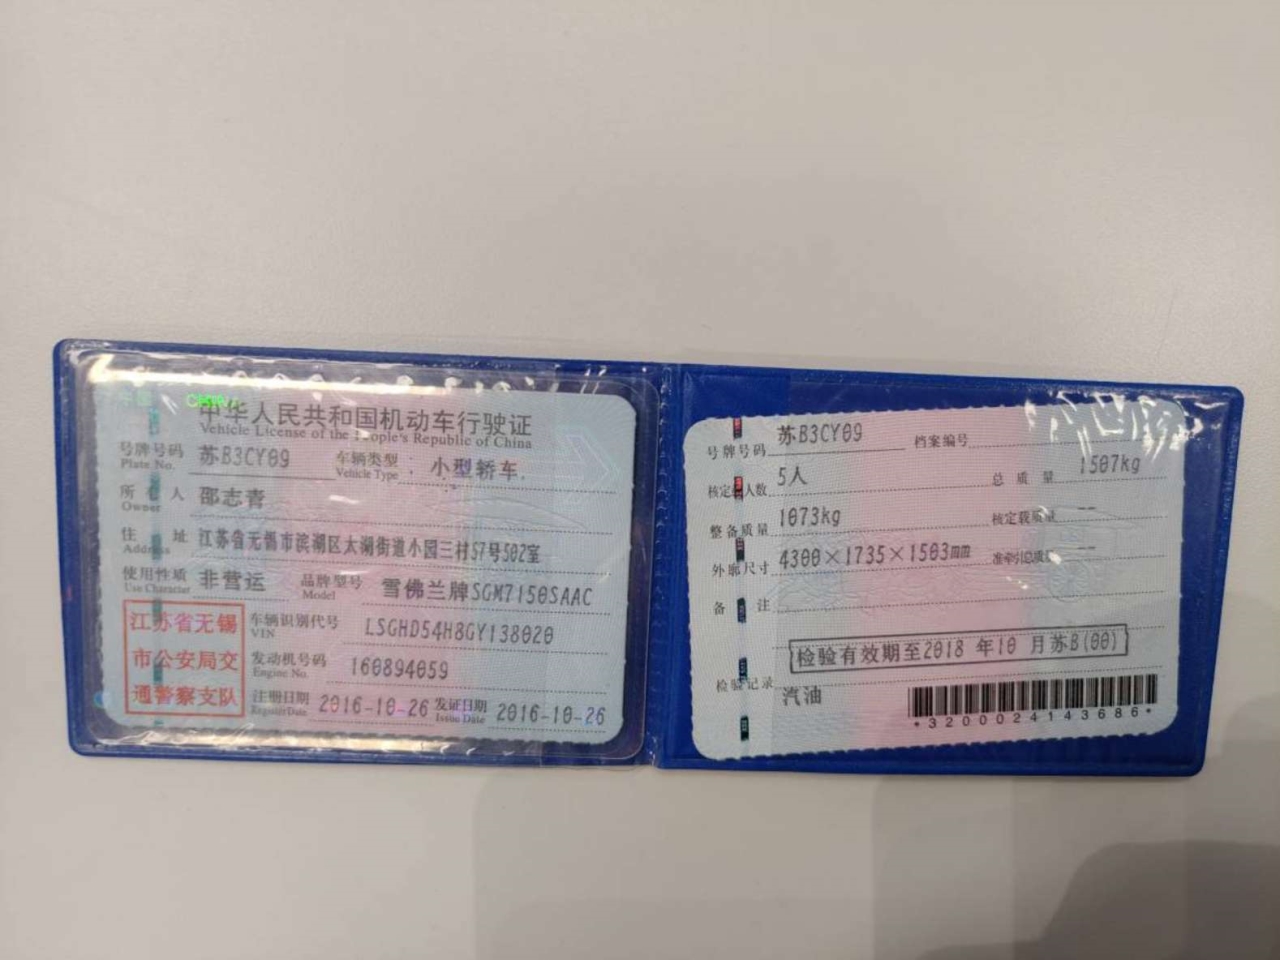 中华人民共和国机动车行驶证
Vehicle License of the People's Republic of China
号牌号码 苏B3CY09 车辆类型 小型轿车
Plate No. Vehicle Type
所有人 邵志青
Owner
住址 江苏省无锡市滨湖区太湖街道小园三村57号502室
Address
使用性质 非营运 品牌型号 雪佛兰牌SGM7150SAAC
Use Character Model
江苏省无锡
市公安局交
通警察支队
车辆识别代号 LSGHD54H8GY138020
VIN
发动机号码 160894059
Engine No.
注册日期 2016-10-26 发证日期 2016-10-26
Register Date Issue Date
号牌号码 苏B3CY09 档案编号
核定载人数 5人 总质量 1507kg
整备质量 1073kg 核定载质量 --
外廓尺寸 4300×1735×1503mm 准牵引总质量 --
备注
检验有效期至2018 年10 月苏B(00)
检验记录 汽油
*3200024143686*